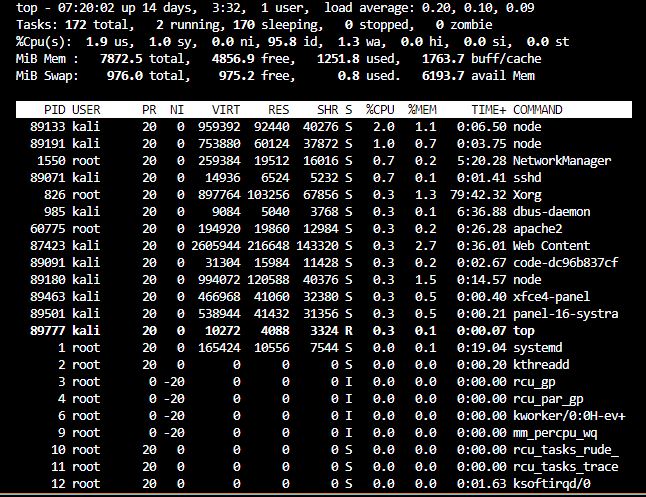 top - 07:20:02 up 14 days,  3:32,  1 user,  load average: 0.20, 0.10, 0.09
Tasks: 172 total,   2 running, 170 sleeping,   0 stopped,   0 zombie
%Cpu(s):  1.9 us,  1.0 sy,  0.0 ni, 95.8 id,  1.3 wa,  0.0 hi,  0.0 si,  0.0 st
MiB Mem :   7872.5 total,   4856.9 free,   1251.8 used,   1763.7 buff/cache
MiB Swap:    976.0 total,    975.2 free,      0.8 used.   6193.7 avail Mem
    PID USER      PR  NI    VIRT    RES    SHR S  %CPU  %MEM     TIME+ COMMAND
  89133 kali      20   0  959392  92440  40276 S   2.0   1.1   0:06.50 node
  89191 kali      20   0  753880  60124  37872 S   1.0   0.7   0:03.75 node
   1550 root      20   0  259384  19512  16016 S   0.7   0.2   5:20.28 NetworkManager
  89071 kali      20   0   14936   6524   5232 S   0.7   0.1   0:01.41 sshd
    826 root      20   0  897764 103256  67856 S   0.3   1.3  79:42.32 Xorg
    985 kali      20   0    9084   5040   3768 S   0.3   0.1   6:36.88 dbus-daemon
  60775 root      20   0  194920  19860  12984 S   0.3   0.2   0:26.28 apache2
  87423 kali      20   0 2605944 216648 143320 S   0.3   2.7   0:36.01 Web Content
  89091 kali      20   0   31304  15984  11428 S   0.3   0.2   0:02.67 code-dc96b837cf
  89180 kali      20   0  994072 120588  40376 S   0.3   1.5   0:14.57 node
  89463 kali      20   0  466968  41060  32380 S   0.3   0.5   0:00.40 xfce4-panel
  89501 kali      20   0  538944  41432  31356 S   0.3   0.5   0:00.21 panel-16-systra
  89777 kali      20   0   10272   4088   3324 R   0.3   0.1   0:00.07 top
      1 root      20   0  165424  10556   7544 S   0.0   0.1   0:19.04 systemd
      2 root      20   0       0      0      0 S   0.0   0.0   0:00.20 kthreadd
      3 root       0 -20       0      0      0 I   0.0   0.0   0:00.00 rcu_gp
      4 root       0 -20       0      0      0 I   0.0   0.0   0:00.00 rcu_par_gp
      6 root       0 -20       0      0      0 I   0.0   0.0   0:00.00 kworker/0:0H-ev+
      9 root       0 -20       0      0      0 I   0.0   0.0   0:00.00 mm_percpu_wq
     10 root      20   0       0      0      0 S   0.0   0.0   0:00.00 rcu_tasks_rude_
     11 root      20   0       0      0      0 S   0.0   0.0   0:00.00 rcu_tasks_trace
     12 root      20   0       0      0      0 S   0.0   0.0   0:01.63 ksoftirqd/0